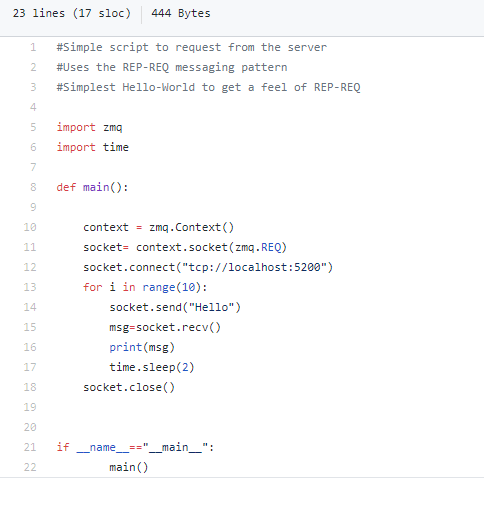 23 lines (17 sloc) 444 Bytes
1 #Simple script to request from the server
2 #Uses the REP-REQ messaging pattern
3 #Simplest Hello-World to get a feel of REP-REQ
4
5 import zmq
6 import time
7
8 def main():
9
10     context = zmq.Context()
11     socket= context.socket(zmq.REQ)
12     socket.connect("tcp://localhost:5200")
13     for i in range(10):
14         socket.send("Hello")
15         msg=socket.recv()
16         print(msg)
17         time.sleep(2)
18     socket.close()
19
20
21 if __name__=="__main__":
22         main()